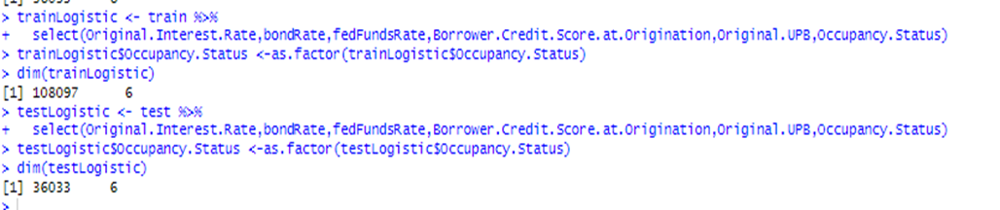 > trainLogistic <- train %>%
+   select(Original.Interest.Rate,bondRate,fedFundsRate,Borrower.Credit.Score.at.Origination,Original.UPB,Occupancy.Status)
> trainLogistic$Occupancy.Status <-as.factor(trainLogistic$Occupancy.Status)
> dim(trainLogistic)
[1] 108097      6
> testLogistic <- test %>%
+   select(Original.Interest.Rate,bondRate,fedFundsRate,Borrower.Credit.Score.at.Origination,Original.UPB,Occupancy.Status)
> testLogistic$Occupancy.Status <-as.factor(testLogistic$Occupancy.Status)
> dim(testLogistic)
[1] 36033     6
>